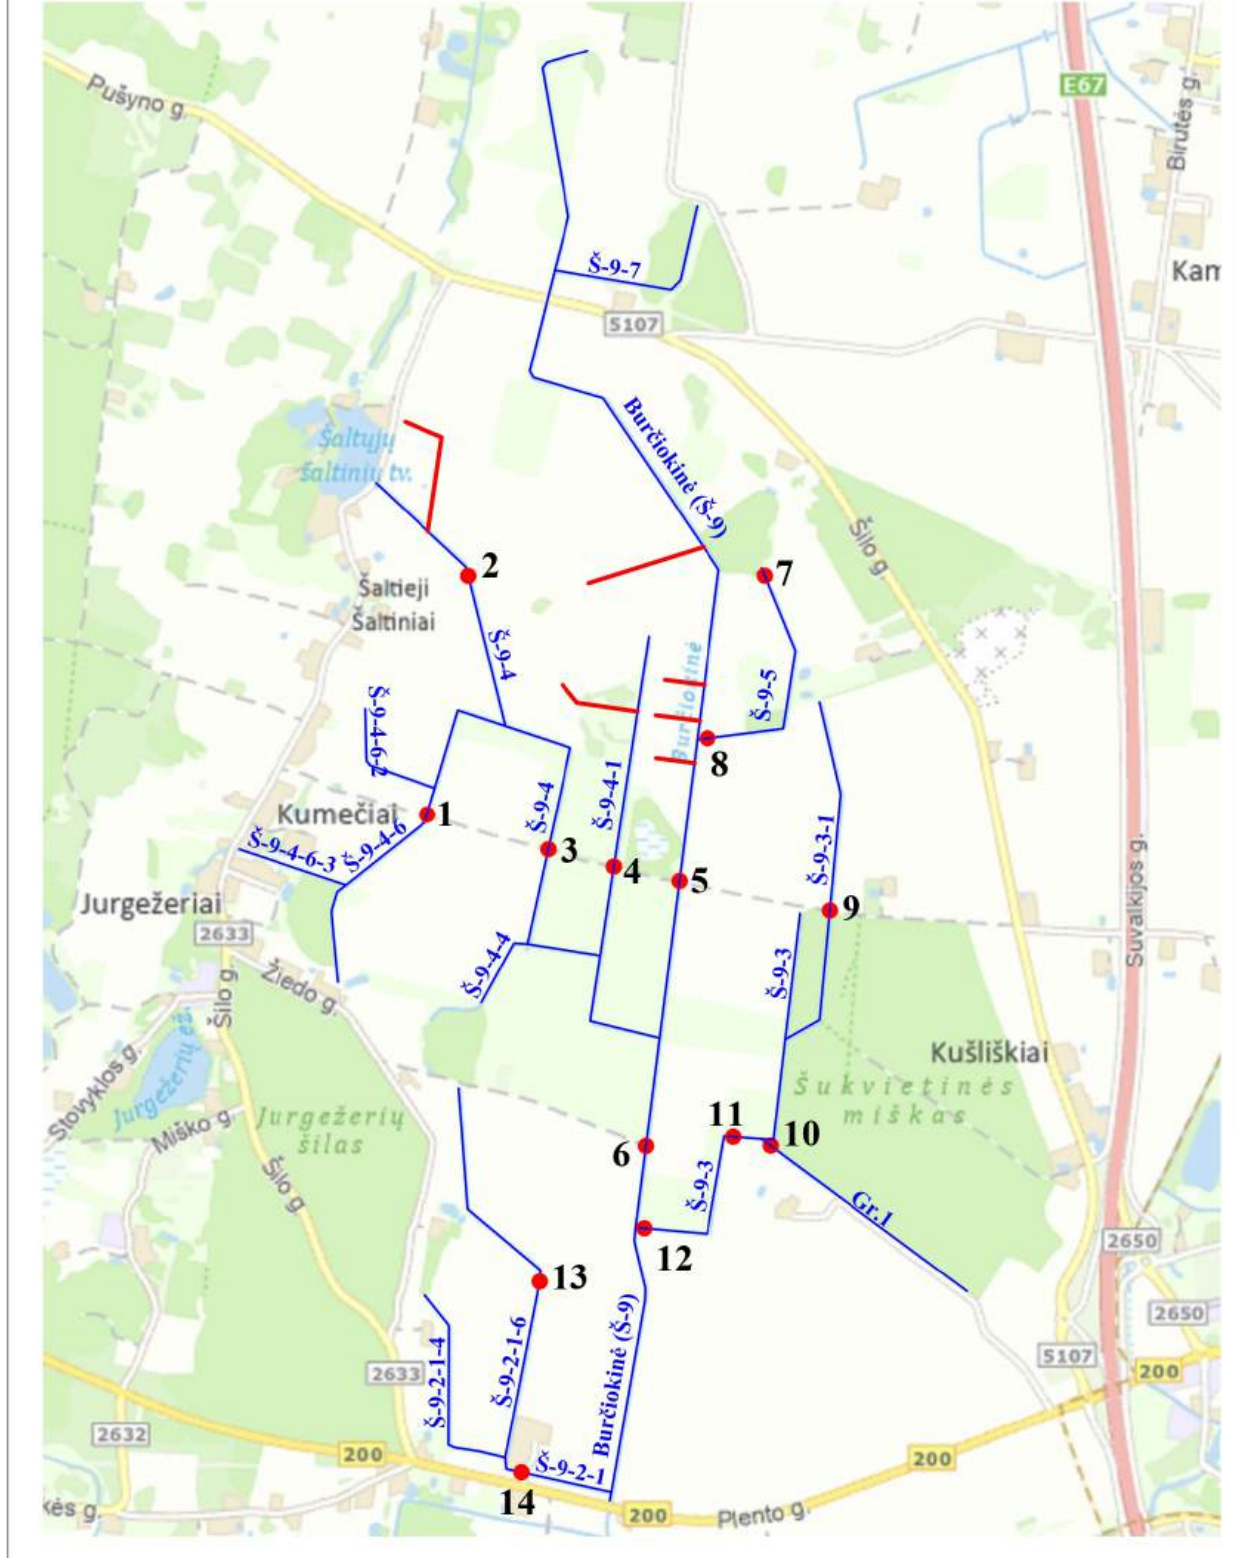 Pušyno g.
E67
Birutės g.
Š-9-7
Kam
5107
Burčiokinė (Š-9)
Šaltųjų
šaltinių tv.
Šilo g.
2
7
Šaltieji
Šaltiniai
Š-9-4
Burčiokinė
Š-9-5
Š-9-4-6-2
8
Š-9-4-1
Kumečiai
1
Š-9-4
Š-9-3-1
Š-9-4-6
Š-9-4-6-3
3
4
5
9
Suvalkijos g.
Jurgežeriai
2633
Š-9-4-4
Š-9-3
Žiedo g.
Šilo g.
Kušliškiai
Stovyklos g.
Jurgežerių ež.
Šukvietinės
miškas
Miško g.
Jurgežerių
šilas
11
10
6
Šilo g.
Š-9-3
Gr.1
12
2650
13
2650
Burčiokinė (Š-9)
5107
200
2633
Š-9-2-1-4
Š-9-2-1-6
2632
200
200
Š-9-2-1
14
kės g.
200
Plento g.